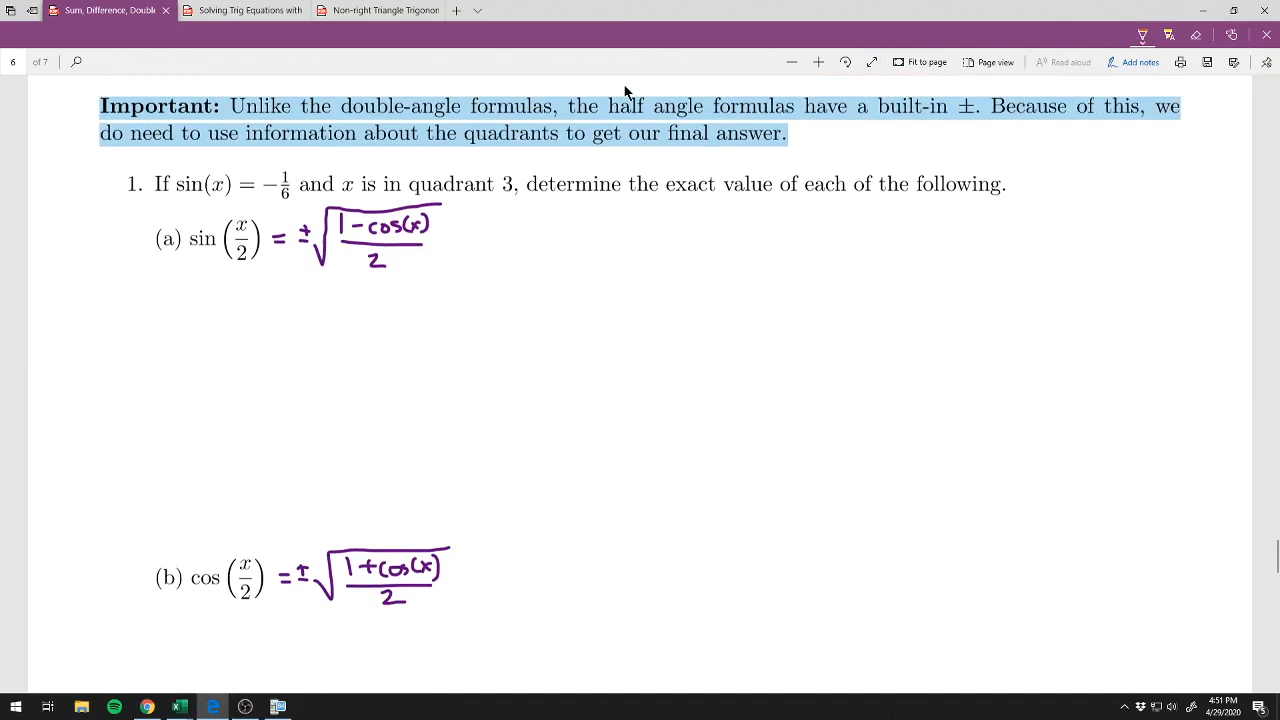 Sum, Difference, Doubl
Solving Trig Equations with
Non-right Triangle Trigonon
6 of 7
Fit to page
Page view
Read aloud
Add notes
Important: Unlike the double-angle formulas, the half angle formulas have a built-in ±. Because of this, we
do need to use information about the quadrants to get our final answer.
1. If sin(x) = −1/6 and x is in quadrant 3, determine the exact value of each of the following.
(a) sin (x/2) = ±√((1 - cos(x))/2)
(b) cos (x/2) = ±√((1 + cos(x))/2)
4:51 PM
4/29/2020